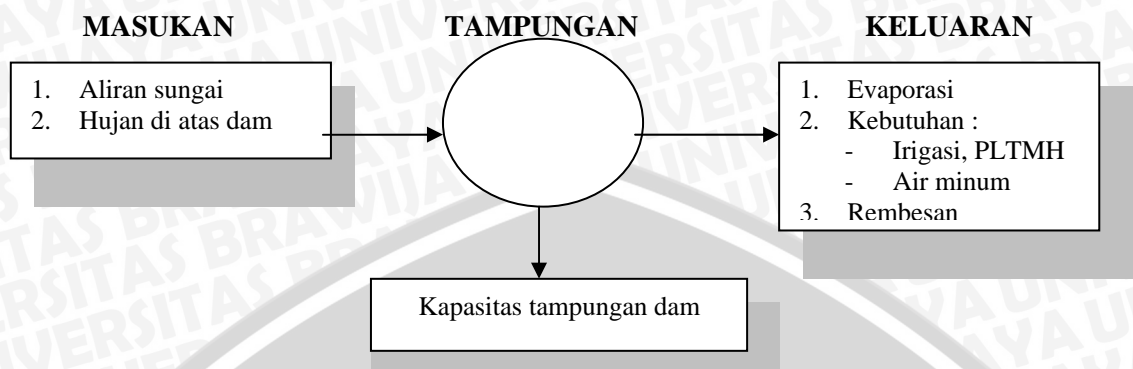 MASUKAN
TAMPUNGAN
KELUARAN
1. Aliran sungai
2. Hujan di atas dam
1. Evaporasi
2. Kebutuhan :
- Irigasi, PLTMH
- Air minum
3. Rembesan
Kapasitas tampungan dam